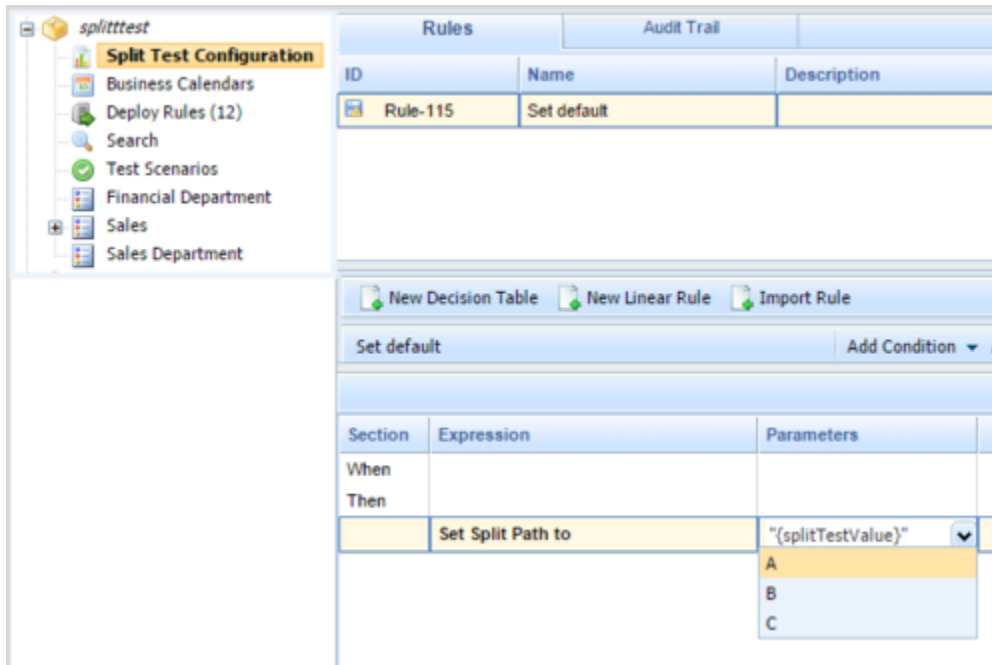 splitttest
Split Test Configuration
Business Calendars
Deploy Rules (12)
Search
Test Scenarios
Financial Department
Sales
Sales Department
Rules Audit Trail
ID Name Description
Rule-115 Set default
New Decision Table New Linear Rule Import Rule
Set default Add Condition
Section Expression Parameters
When
Then
Set Split Path to "{splitTestValue}"
A
B
C